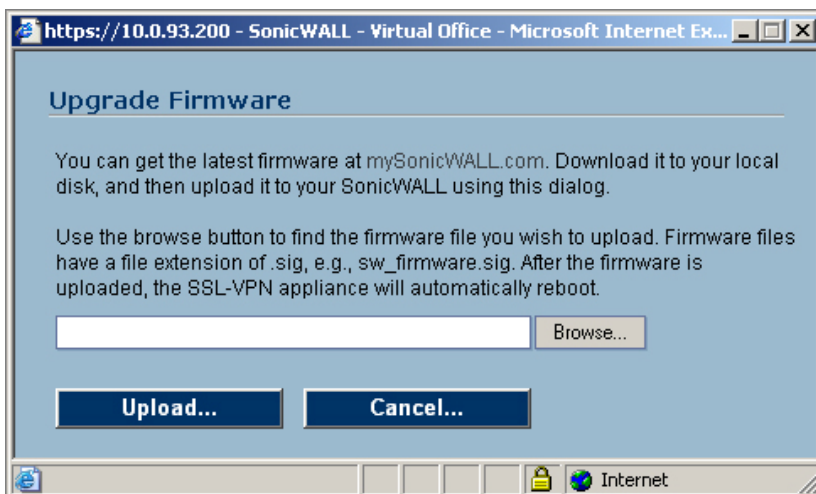 https://10.0.93.200 - SonicWALL - Virtual Office - Microsoft Internet Ex...
Upgrade Firmware
You can get the latest firmware at mySonicWALL.com. Download it to your local
disk, and then upload it to your SonicWALL using this dialog.
Use the browse button to find the firmware file you wish to upload. Firmware files
have a file extension of .sig, e.g., sw_firmware.sig. After the firmware is
uploaded, the SSL-VPN appliance will automatically reboot.
Browse...
Upload... Cancel...
Internet